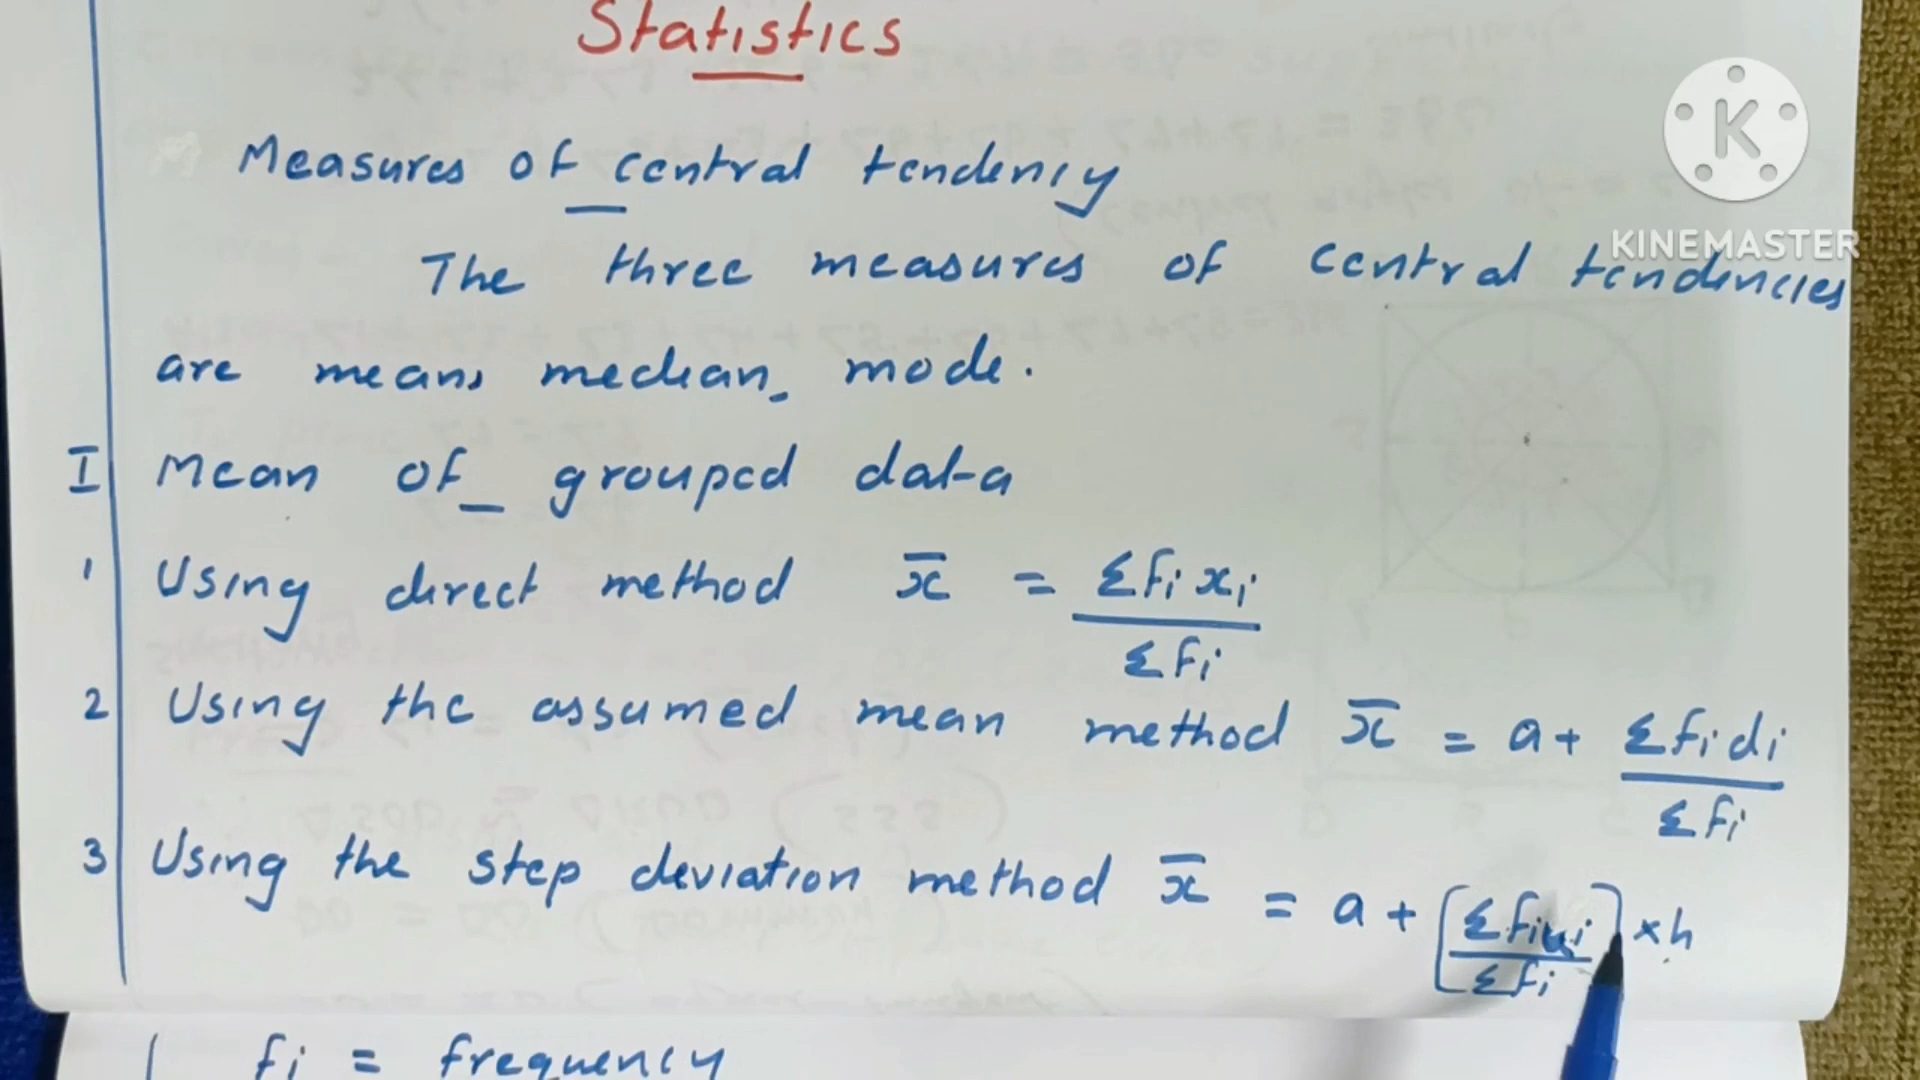 Statistics
Measures of central tendency
The three measures of central tendencies
are mean, median, mode.
I Mean of grouped data
1 Using direct method x̄ = Σfixi / Σfi
2 Using the assumed mean method x̄ = a + Σfidi / Σfi
3 Using the step deviation method x̄ = a + [Σfiui / Σfi] × h
fi = frequency
K
KINEMASTER